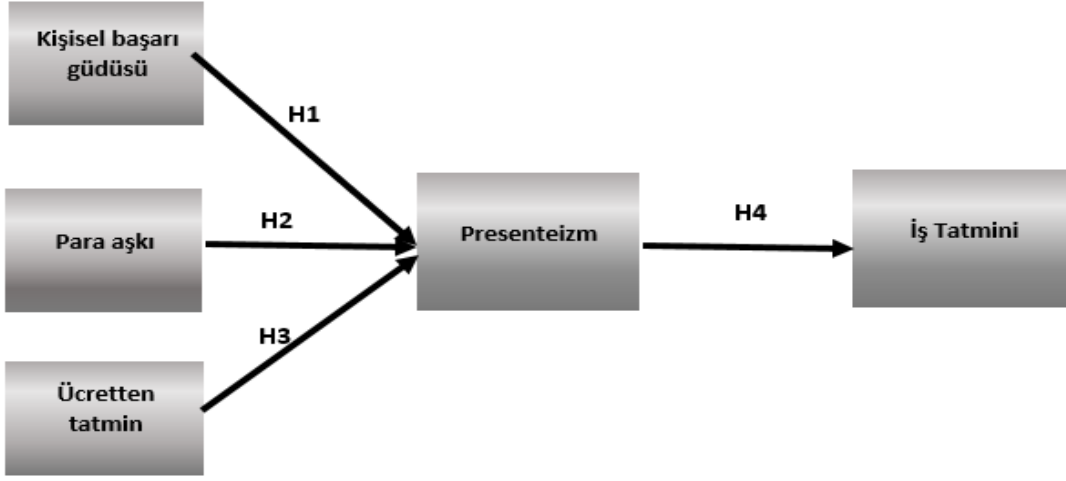 Kişisel başarı
güdüsü
H1
Para aşkı
H2
Presenteizm
H4
İş Tatmini
H3
Ücretten
tatmin